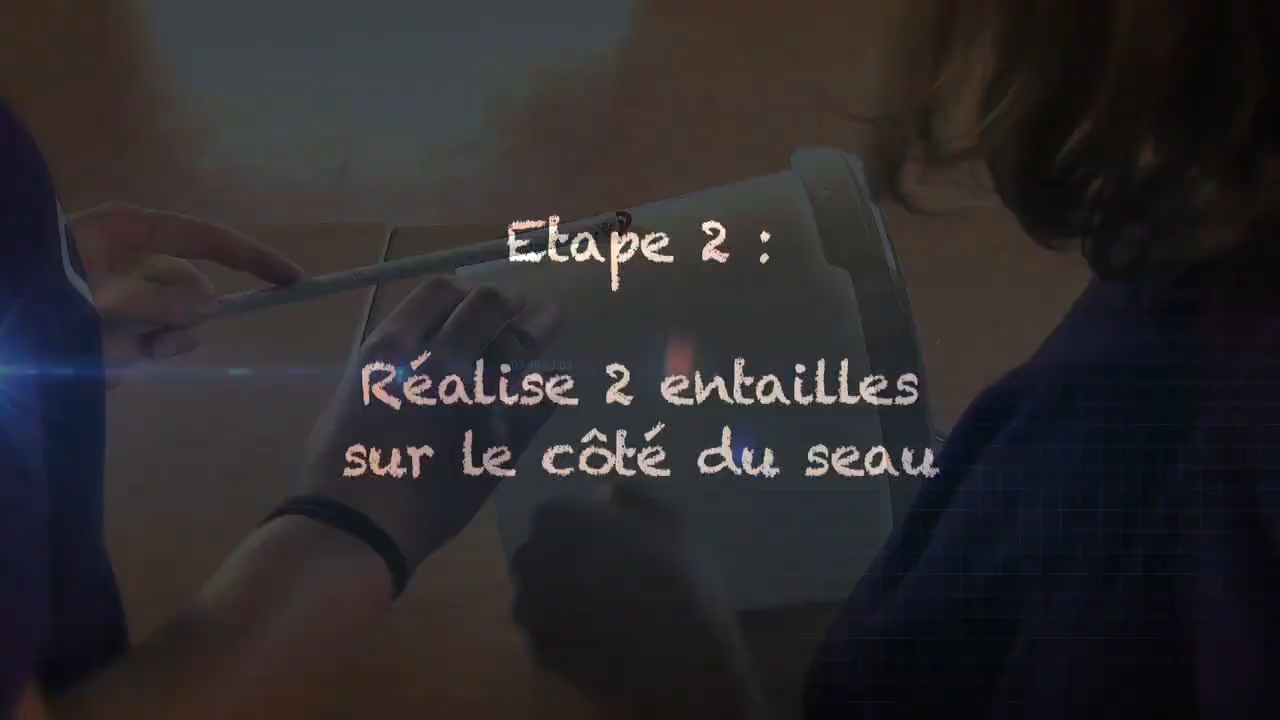 Etape 2 :
Réalise 2 entailles
sur le côté du seau